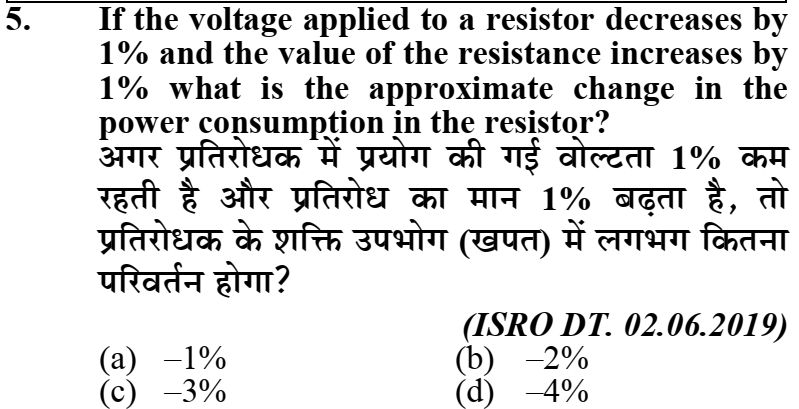 5. If the voltage applied to a resistor decreases by
1% and the value of the resistance increases by
1% what is the approximate change in the
power consumption in the resistor?
अगर प्रतिरोधक में प्रयोग की गई वोल्टता 1% कम
रहती है और प्रतिरोध का मान 1% बढ़ता है, तो
प्रतिरोधक के शक्ति उपभोग (खपत) में लगभग कितना
परिवर्तन होगा?
(ISRO DT. 02.06.2019)
(a) –1% (b) –2%
(c) –3% (d) –4%